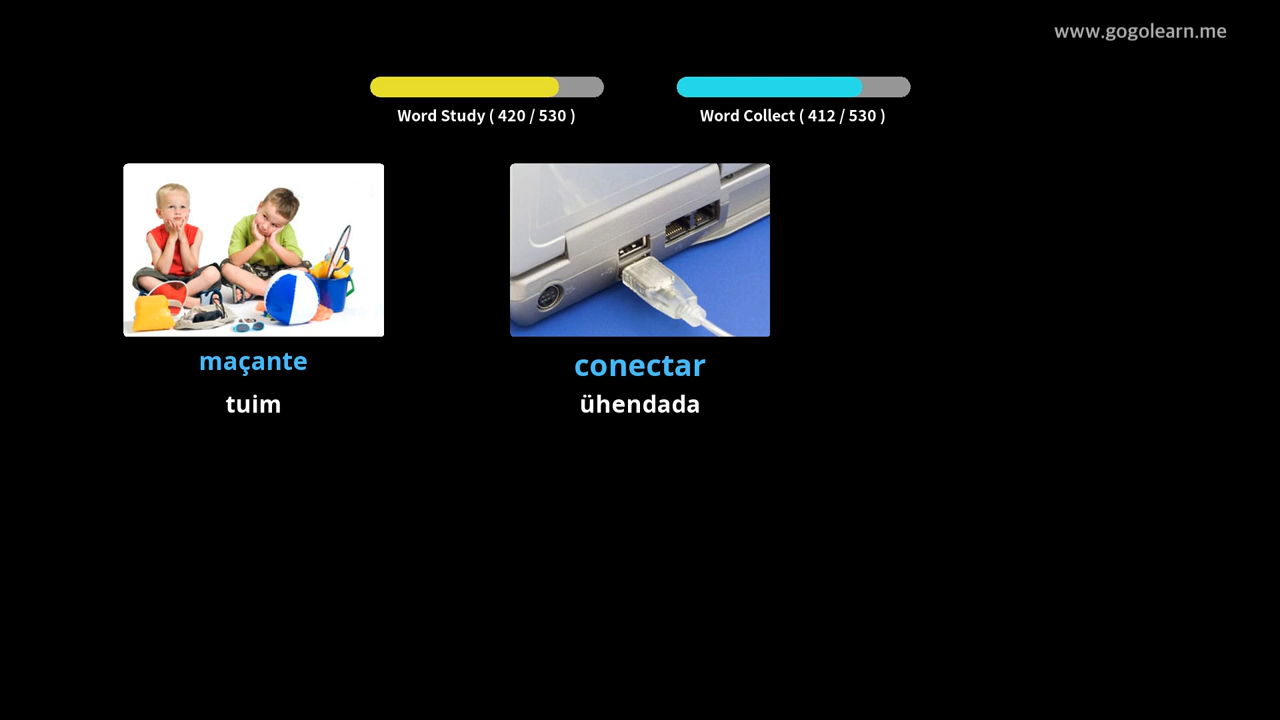 www.gogolearn.me
Word Study ( 420 / 530 )
Word Collect ( 412 / 530 )
maçante
tuim
conectar
ühendada